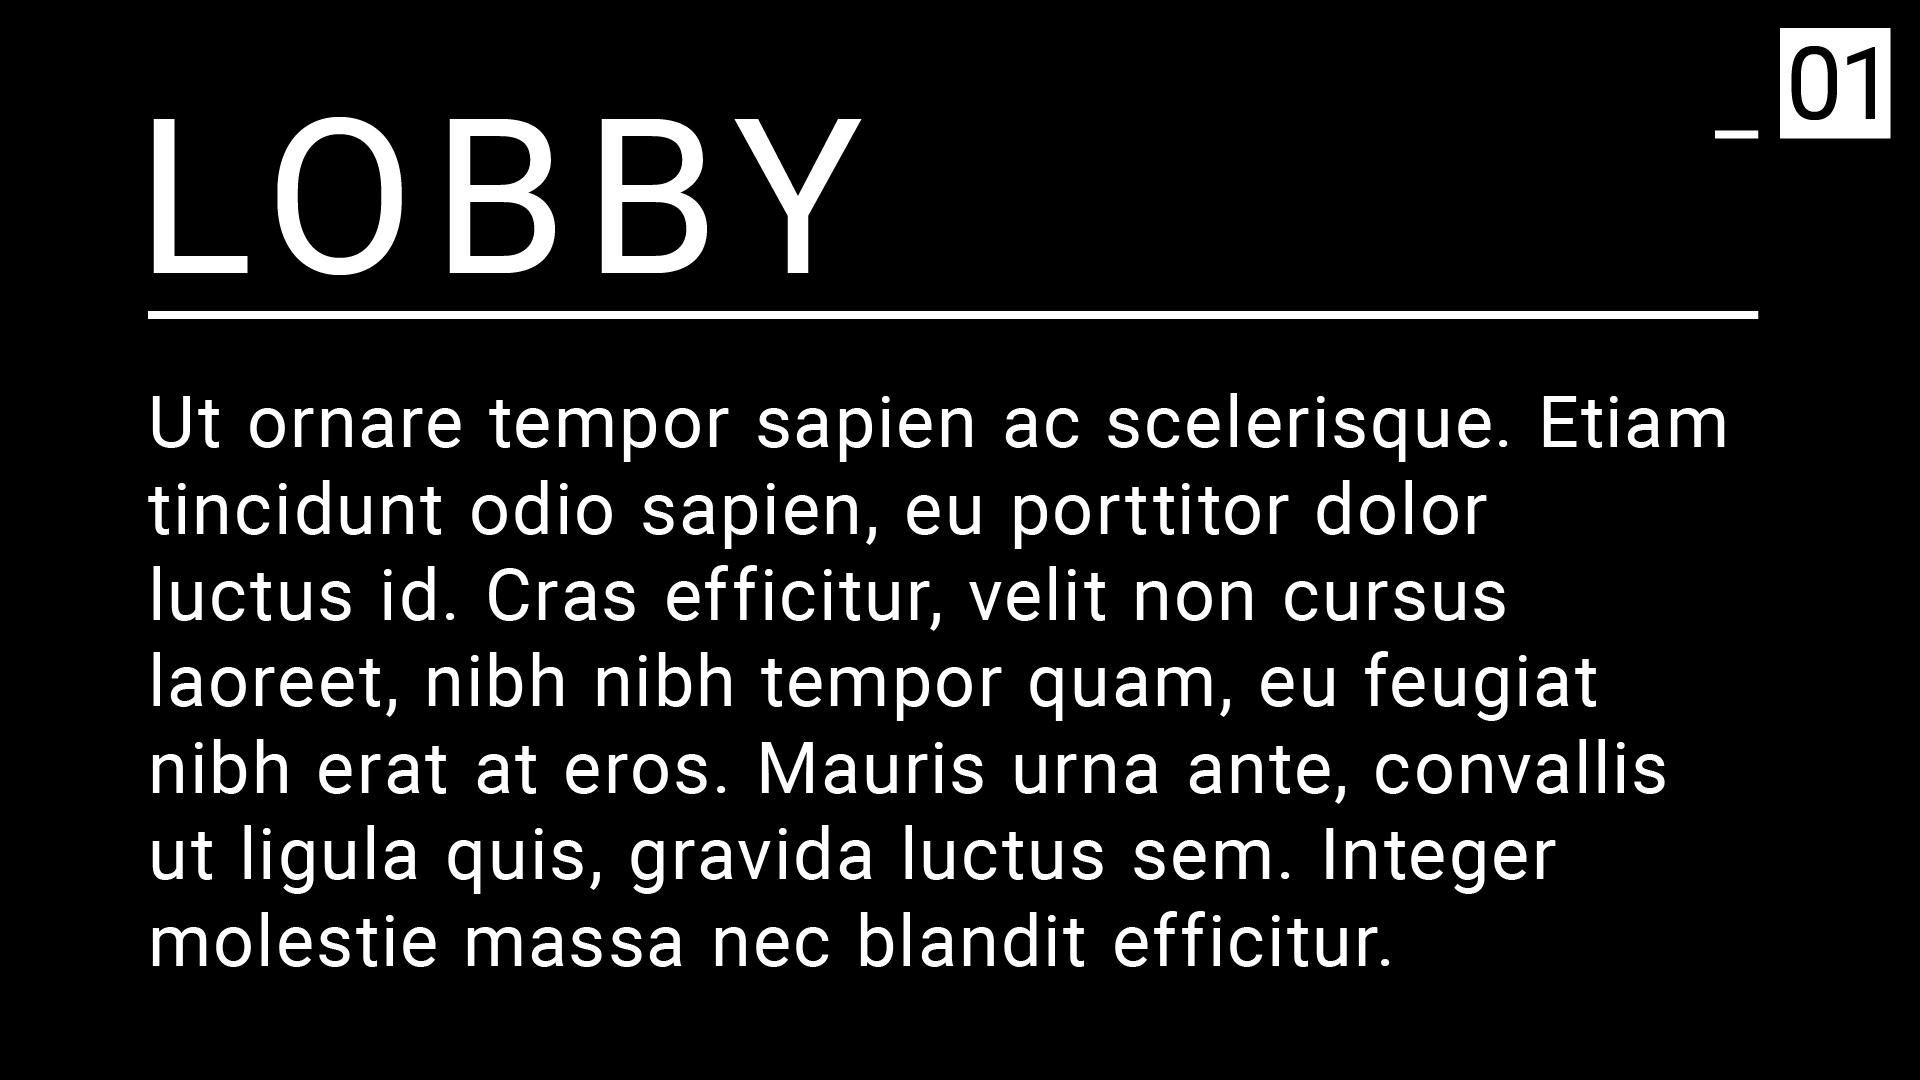 _01
LOBBY
Ut ornare tempor sapien ac scelerisque. Etiam
tincidunt odio sapien, eu porttitor dolor
luctus id. Cras efficitur, velit non cursus
laoreet, nibh nibh tempor quam, eu feugiat
nibh erat at eros. Mauris urna ante, convallis
ut ligula quis, gravida luctus sem. Integer
molestie massa nec blandit efficitur.